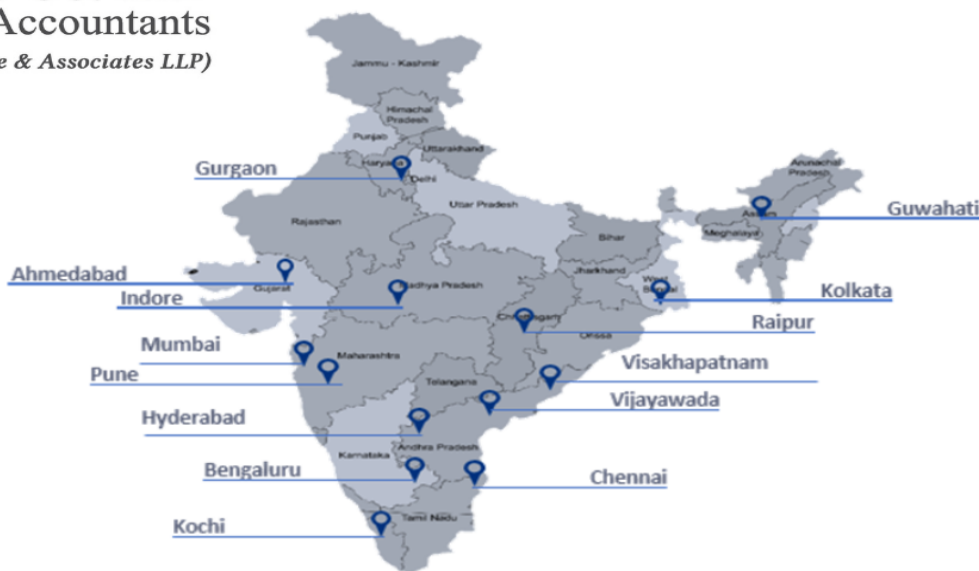 Accountants
e & Associates LLP)
Jammu - Kashmir
Himachal
Pradesh
Punjab
Uttarakhand
Haryana
Gurgaon
Delhi
Arunachal
Pradesh
Uttar Pradesh
Guwahati
Assam
Rajasthan
Meghalaya
Bihar
Ahmedabad
Jharkhand
Gujarat
Madhya Pradesh
West
Bengal
Kolkata
Indore
Chhattisgarh
Raipur
Orissa
Mumbai
Maharashtra
Visakhapatnam
Pune
Telangana
Vijayawada
Hyderabad
Andhra Pradesh
Karnataka
Bengaluru
Chennai
Tamil Nadu
Kochi